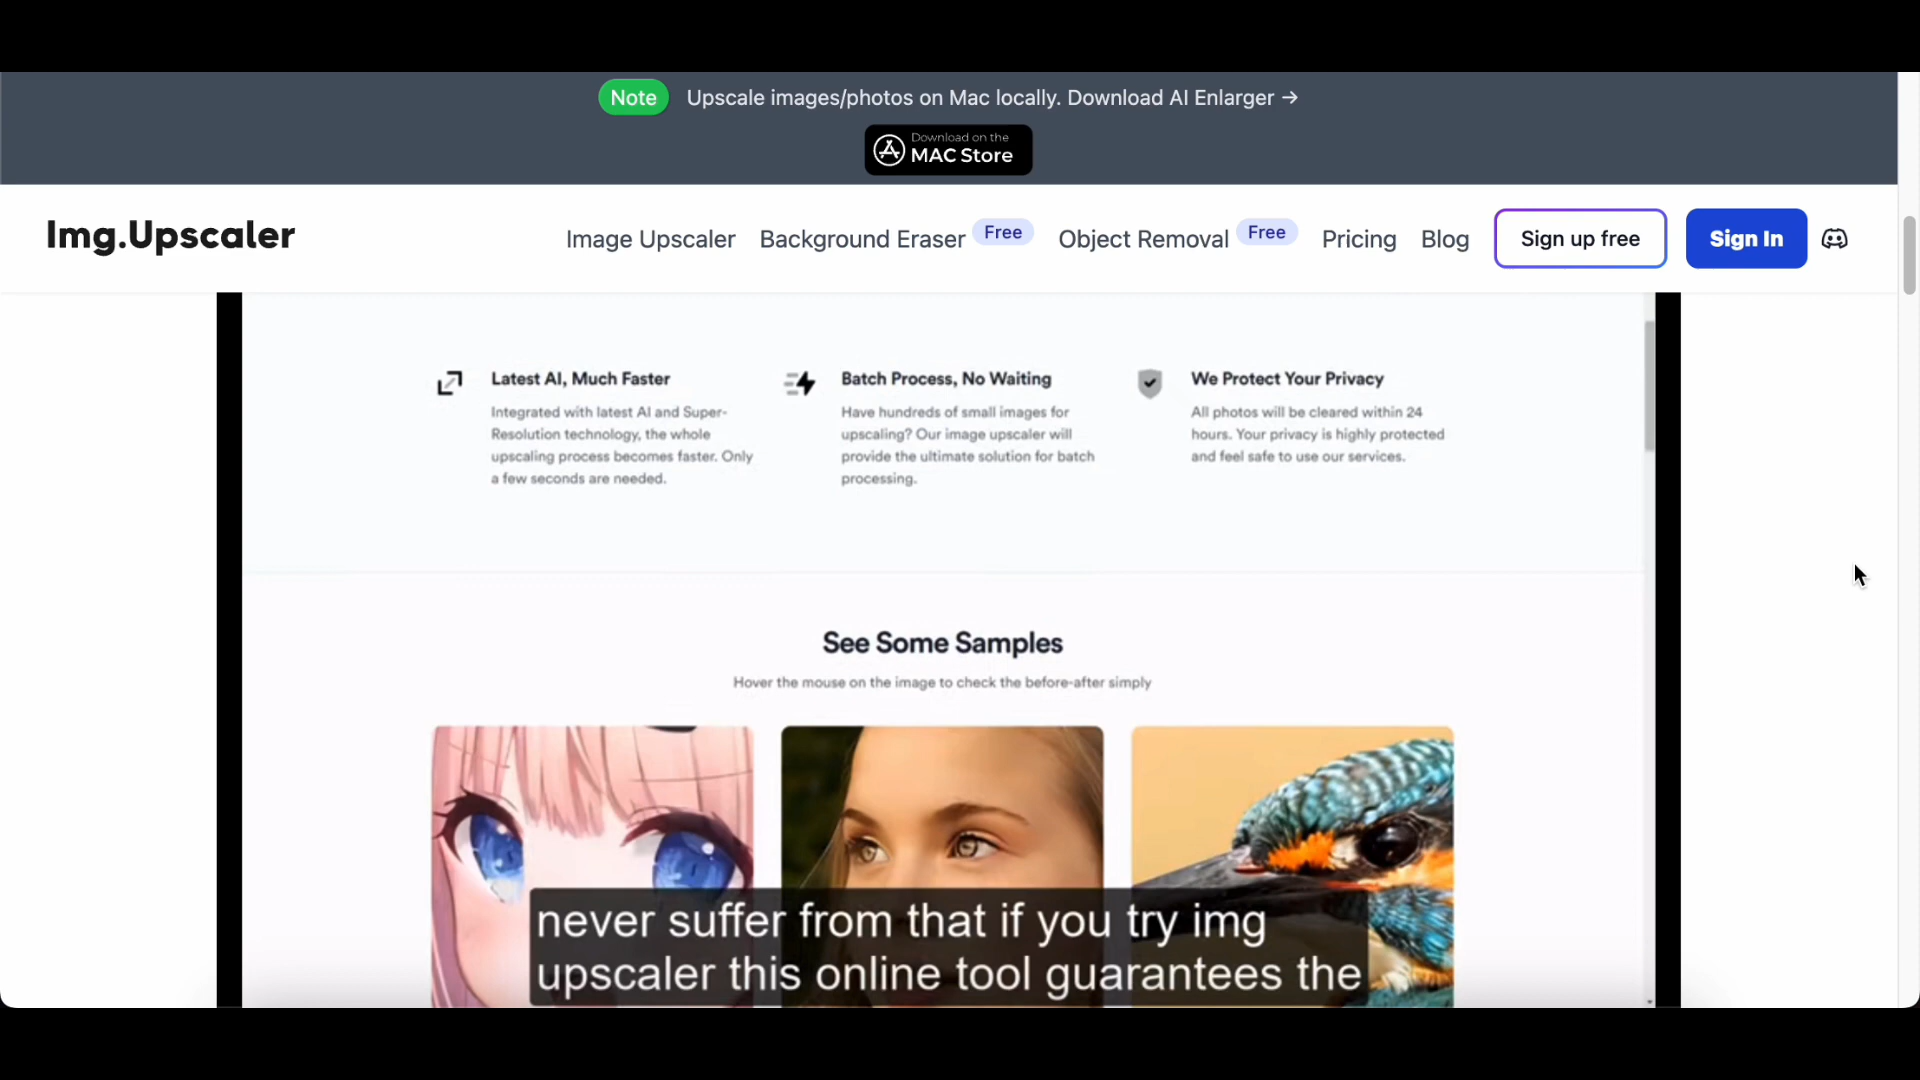 Note Upscale images/photos on Mac locally. Download AI Enlarger →
Download on the
MAC Store
Img.Upscaler
Image Upscaler Background Eraser Free Object Removal Free Pricing Blog Sign up free Sign In
Latest AI, Much Faster
Integrated with latest AI and Super-
Resolution technology, the whole
upscaling process becomes faster. Only
a few seconds are needed.
Batch Process, No Waiting
Have hundreds of small images for
upscaling? Our image upscaler will
provide the ultimate solution for batch
processing.
We Protect Your Privacy
All photos will be cleared within 24
hours. Your privacy is highly protected
and feel safe to use our services.
See Some Samples
Hover the mouse on the image to check the before-after simply
never suffer from that if you try img
upscaler this online tool guarantees the